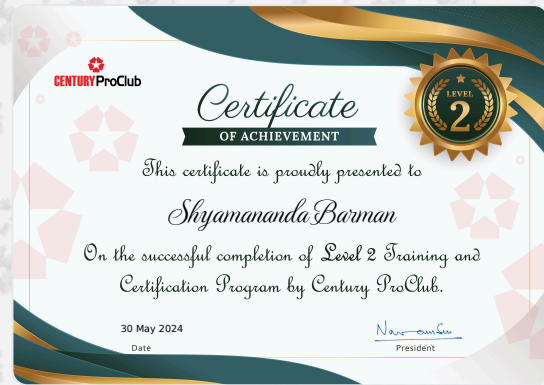 CENTURY ProClub
LEVEL
2
Certificate
OF ACHIEVEMENT
This certificate is proudly presented to
Shyamananda Barman
On the successful completion of Level 2 Training and
Certification Program by Century ProClub.
30 May 2024
Date
President